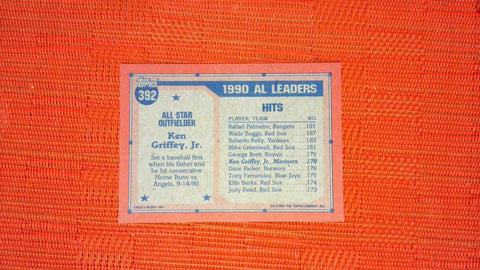 Topps
392
1990 AL LEADERS
ALL STAR
OUTFIELDER
Ken
Griffey, Jr.
Set a baseball first
when his father and
he hit consecutive
Home Runs vs.
Angels, 9-14-90.
HITS
PLAYER, TEAM NO.
Rafael Palmeiro, Rangers 191
Wade Boggs, Red Sox 187
Roberto Kelly, Yankees 183
Mike Greenwell, Red Sox 181
George Brett, Royals 179
Ken Griffey, Jr., Mariners 179
Dave Parker, Brewers 176
Tony Fernandez, Blue Jays 175
Ellis Burks, Red Sox 174
Jody Reed, Red Sox 173